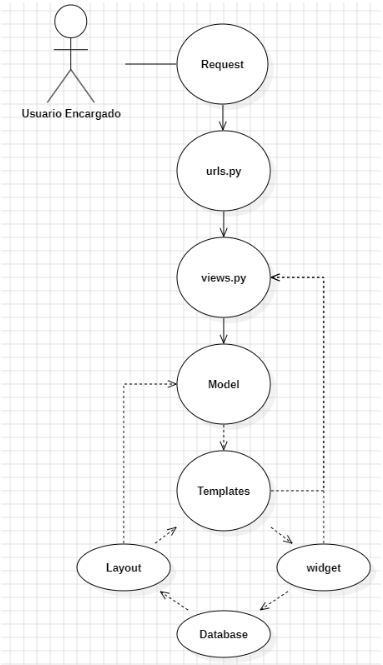 Request
Usuario Encargado
urls.py
views.py
Model
Templates
Layout
widget
Database